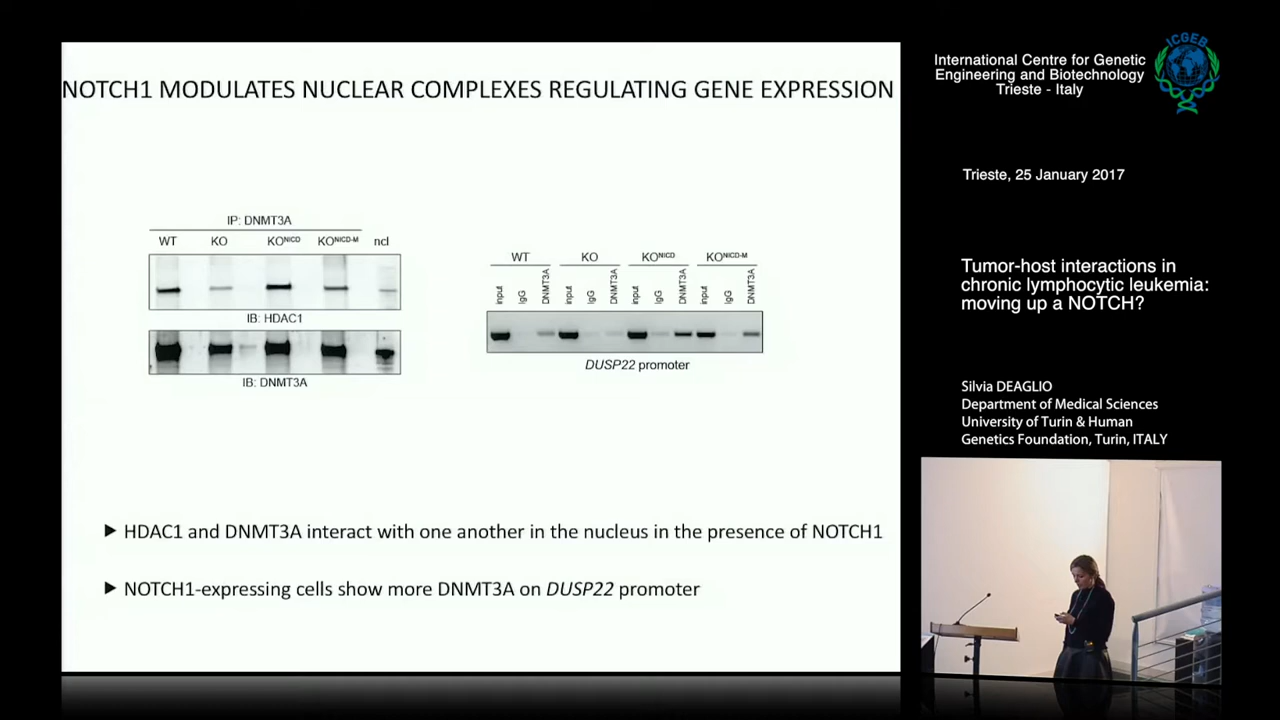 NOTCH1 MODULATES NUCLEAR COMPLEXES REGULATING GENE EXPRESSION
IP: DNMT3A
WT KO KO^NICD KO^NICD-M ncl
IB: HDAC1
IB: DNMT3A
WT KO KO^NICD KO^NICD-M
input IgG DNMT3A input IgG DNMT3A input IgG DNMT3A input IgG DNMT3A
DUSP22 promoter
► HDAC1 and DNMT3A interact with one another in the nucleus in the presence of NOTCH1
► NOTCH1-expressing cells show more DNMT3A on DUSP22 promoter
International Centre for Genetic
Engineering and Biotechnology
Trieste - Italy
ICGEB
Trieste, 25 January 2017
Tumor-host interactions in
chronic lymphocytic leukemia:
moving up a NOTCH?
Silvia DEAGLIO
Department of Medical Sciences
University of Turin & Human
Genetics Foundation, Turin, ITALY